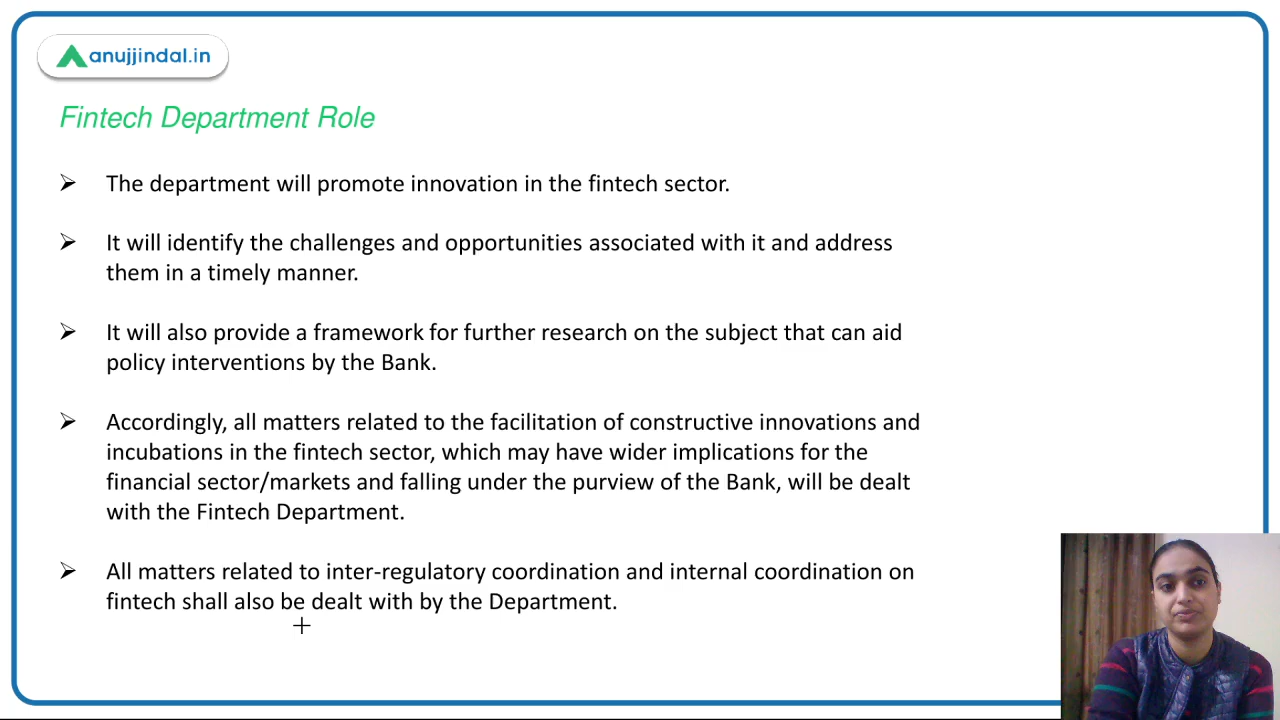 anujjindal.in
Fintech Department Role
The department will promote innovation in the fintech sector.
It will identify the challenges and opportunities associated with it and address
them in a timely manner.
It will also provide a framework for further research on the subject that can aid
policy interventions by the Bank.
Accordingly, all matters related to the facilitation of constructive innovations and
incubations in the fintech sector, which may have wider implications for the
financial sector/markets and falling under the purview of the Bank, will be dealt
with the Fintech Department.
All matters related to inter-regulatory coordination and internal coordination on
fintech shall also be dealt with by the Department.